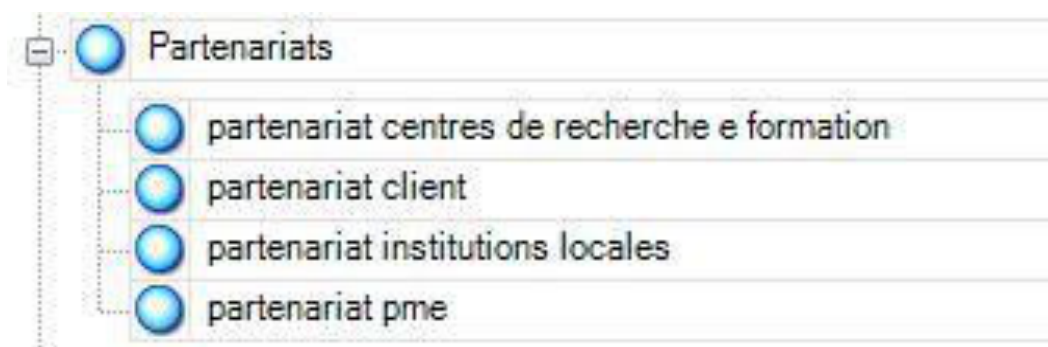 Partenariats
partenariat centres de recherche e formation
partenariat client
partenariat institutions locales
partenariat pme